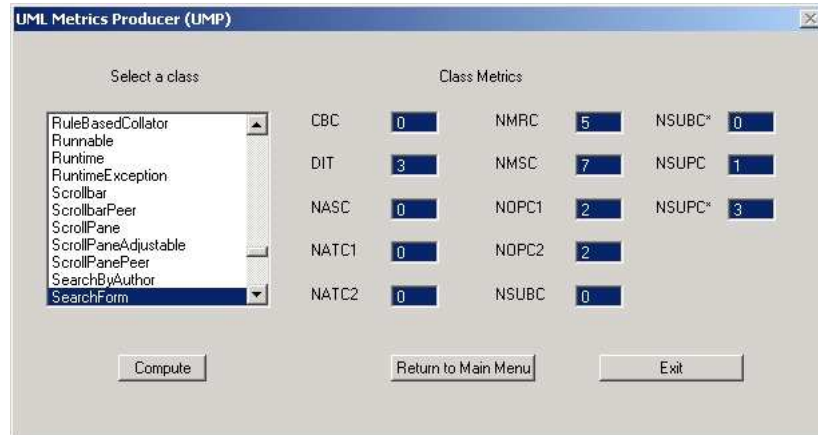 UML Metrics Producer (UMP)
Select a class
Class Metrics
RuleBasedCollator
Runnable
Runtime
RuntimeException
Scrollbar
ScrollbarPeer
ScrollPane
ScrollPaneAdjustable
ScrollPanePeer
SearchByAuthor
SearchForm
CBC 0 NMRC 5 NSUBC* 0
DIT 3 NMSC 7 NSUPC 1
NASC 0 NOPC1 2 NSUPC* 3
NATC1 0 NOPC2 2
NATC2 0 NSUBC 0
Compute Return to Main Menu Exit